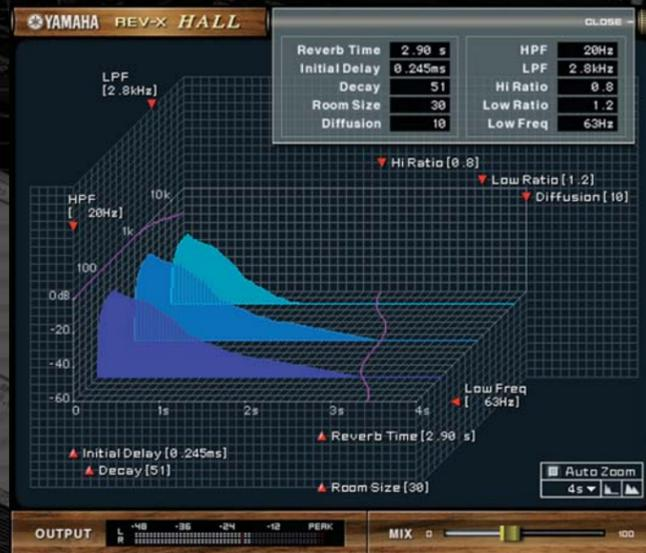 YAMAHA REV-X HALL
CLOSE
Reverb Time 2.90 s
Initial Delay 0.245ms
Decay 51
Room Size 30
Diffusion 10
HPF 20Hz
LPF 2.8kHz
Hi Ratio 0.8
Low Ratio 1.2
Low Freq 63Hz
LPF
[2.8kHz]
Hi Ratio [0.8]
Low Ratio [1.2]
Diffusion [10]
HPF
[ 20Hz]
10k
1k
100
0dB
-20
-40
-60
0 1s 2s 3s 4s
Low Freq
[ 63Hz]
Reverb Time [2.90 s]
Initial Delay [0.245ms]
Decay [51]
Room Size [30]
Auto Zoom
4s
OUTPUT L R -48 -36 -24 -12 PEAK
MIX 0 100